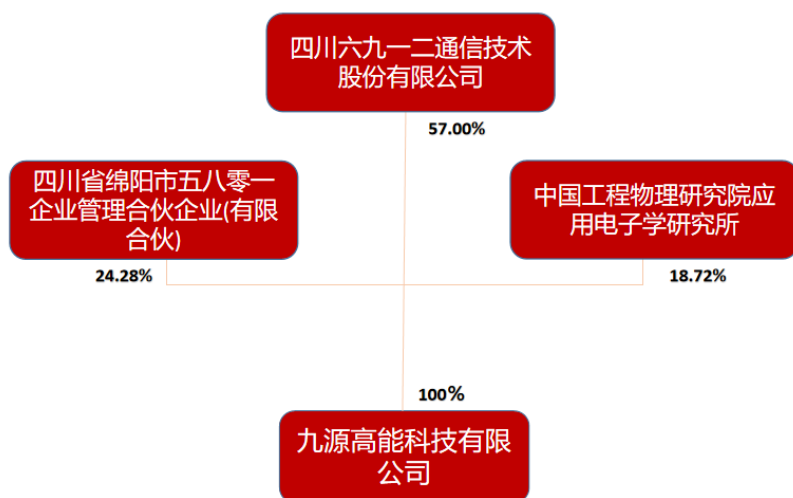 四川六九一二通信技术
股份有限公司
57.00%
四川省绵阳市五八零一
企业管理合伙企业(有限
合伙)
24.28%
中国工程物理研究院应
用电子学研究所
18.72%
100%
九源高能科技有限
公司